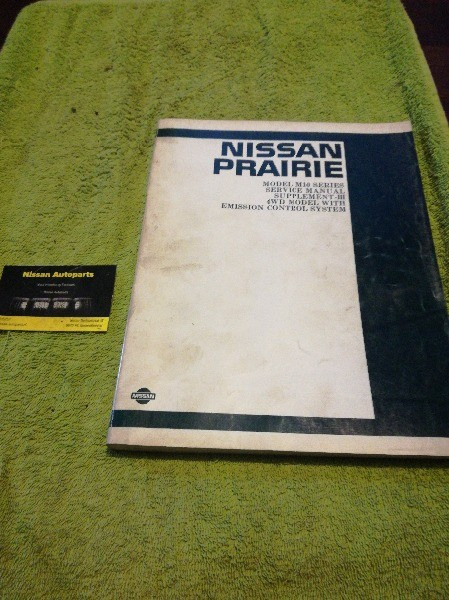 NISSAN
PRAIRIE
MODEL M10 SERIES
SERVICE MANUAL
SUPPLEMENT-III
4WD MODEL WITH
EMISSION CONTROL SYSTEM
NISSAN
Nissan Autoparts